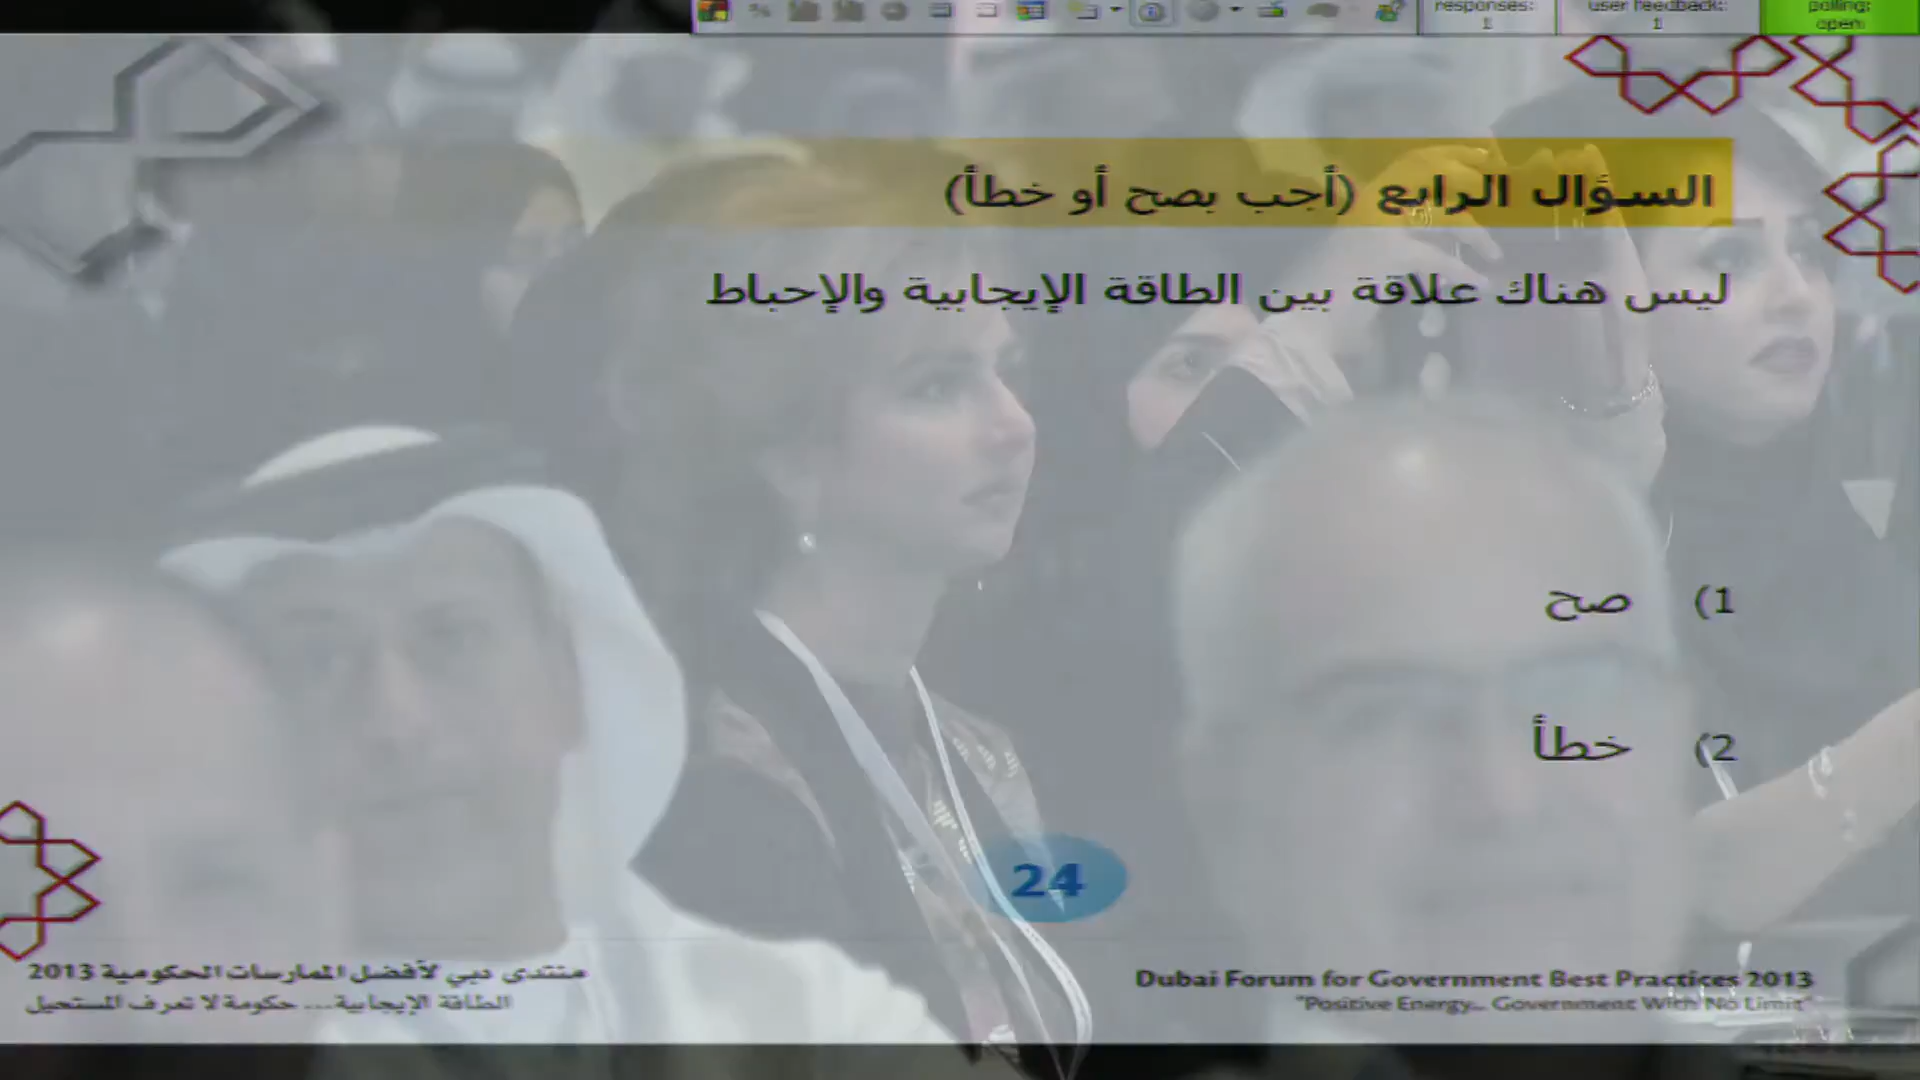 responses:
1
user feedback:
1
polling:
open
السؤال الرابع (أجب بصح أو خطأ)
ليس هناك علاقة بين الطاقة الإيجابية والإحباط
1) صح
2) خطأ
24
منتدى دبي لأفضل الممارسات الحكومية 2013
الطاقة الإيجابية... حكومة لا تعرف المستحيل
Dubai Forum for Government Best Practices 2013
"Positive Energy... Government With No Limit"